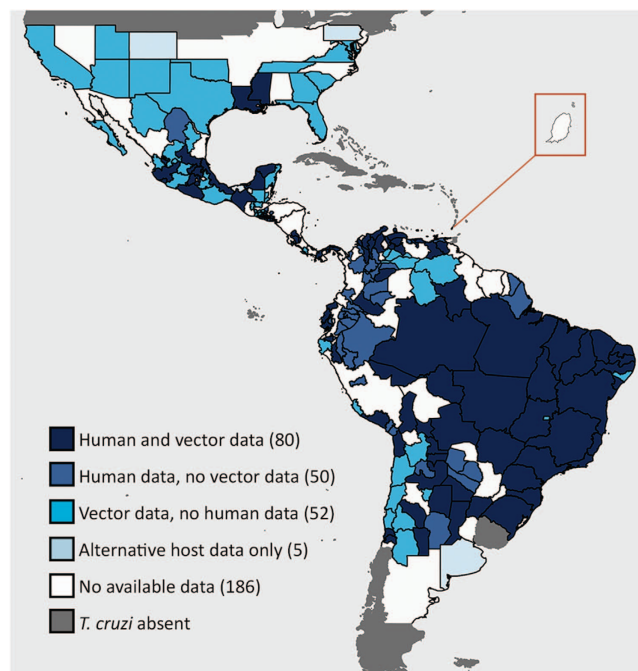 Human and vector data (80)
Human data, no vector data (50)
Vector data, no human data (52)
Alternative host data only (5)
No available data (186)
T. cruzi absent